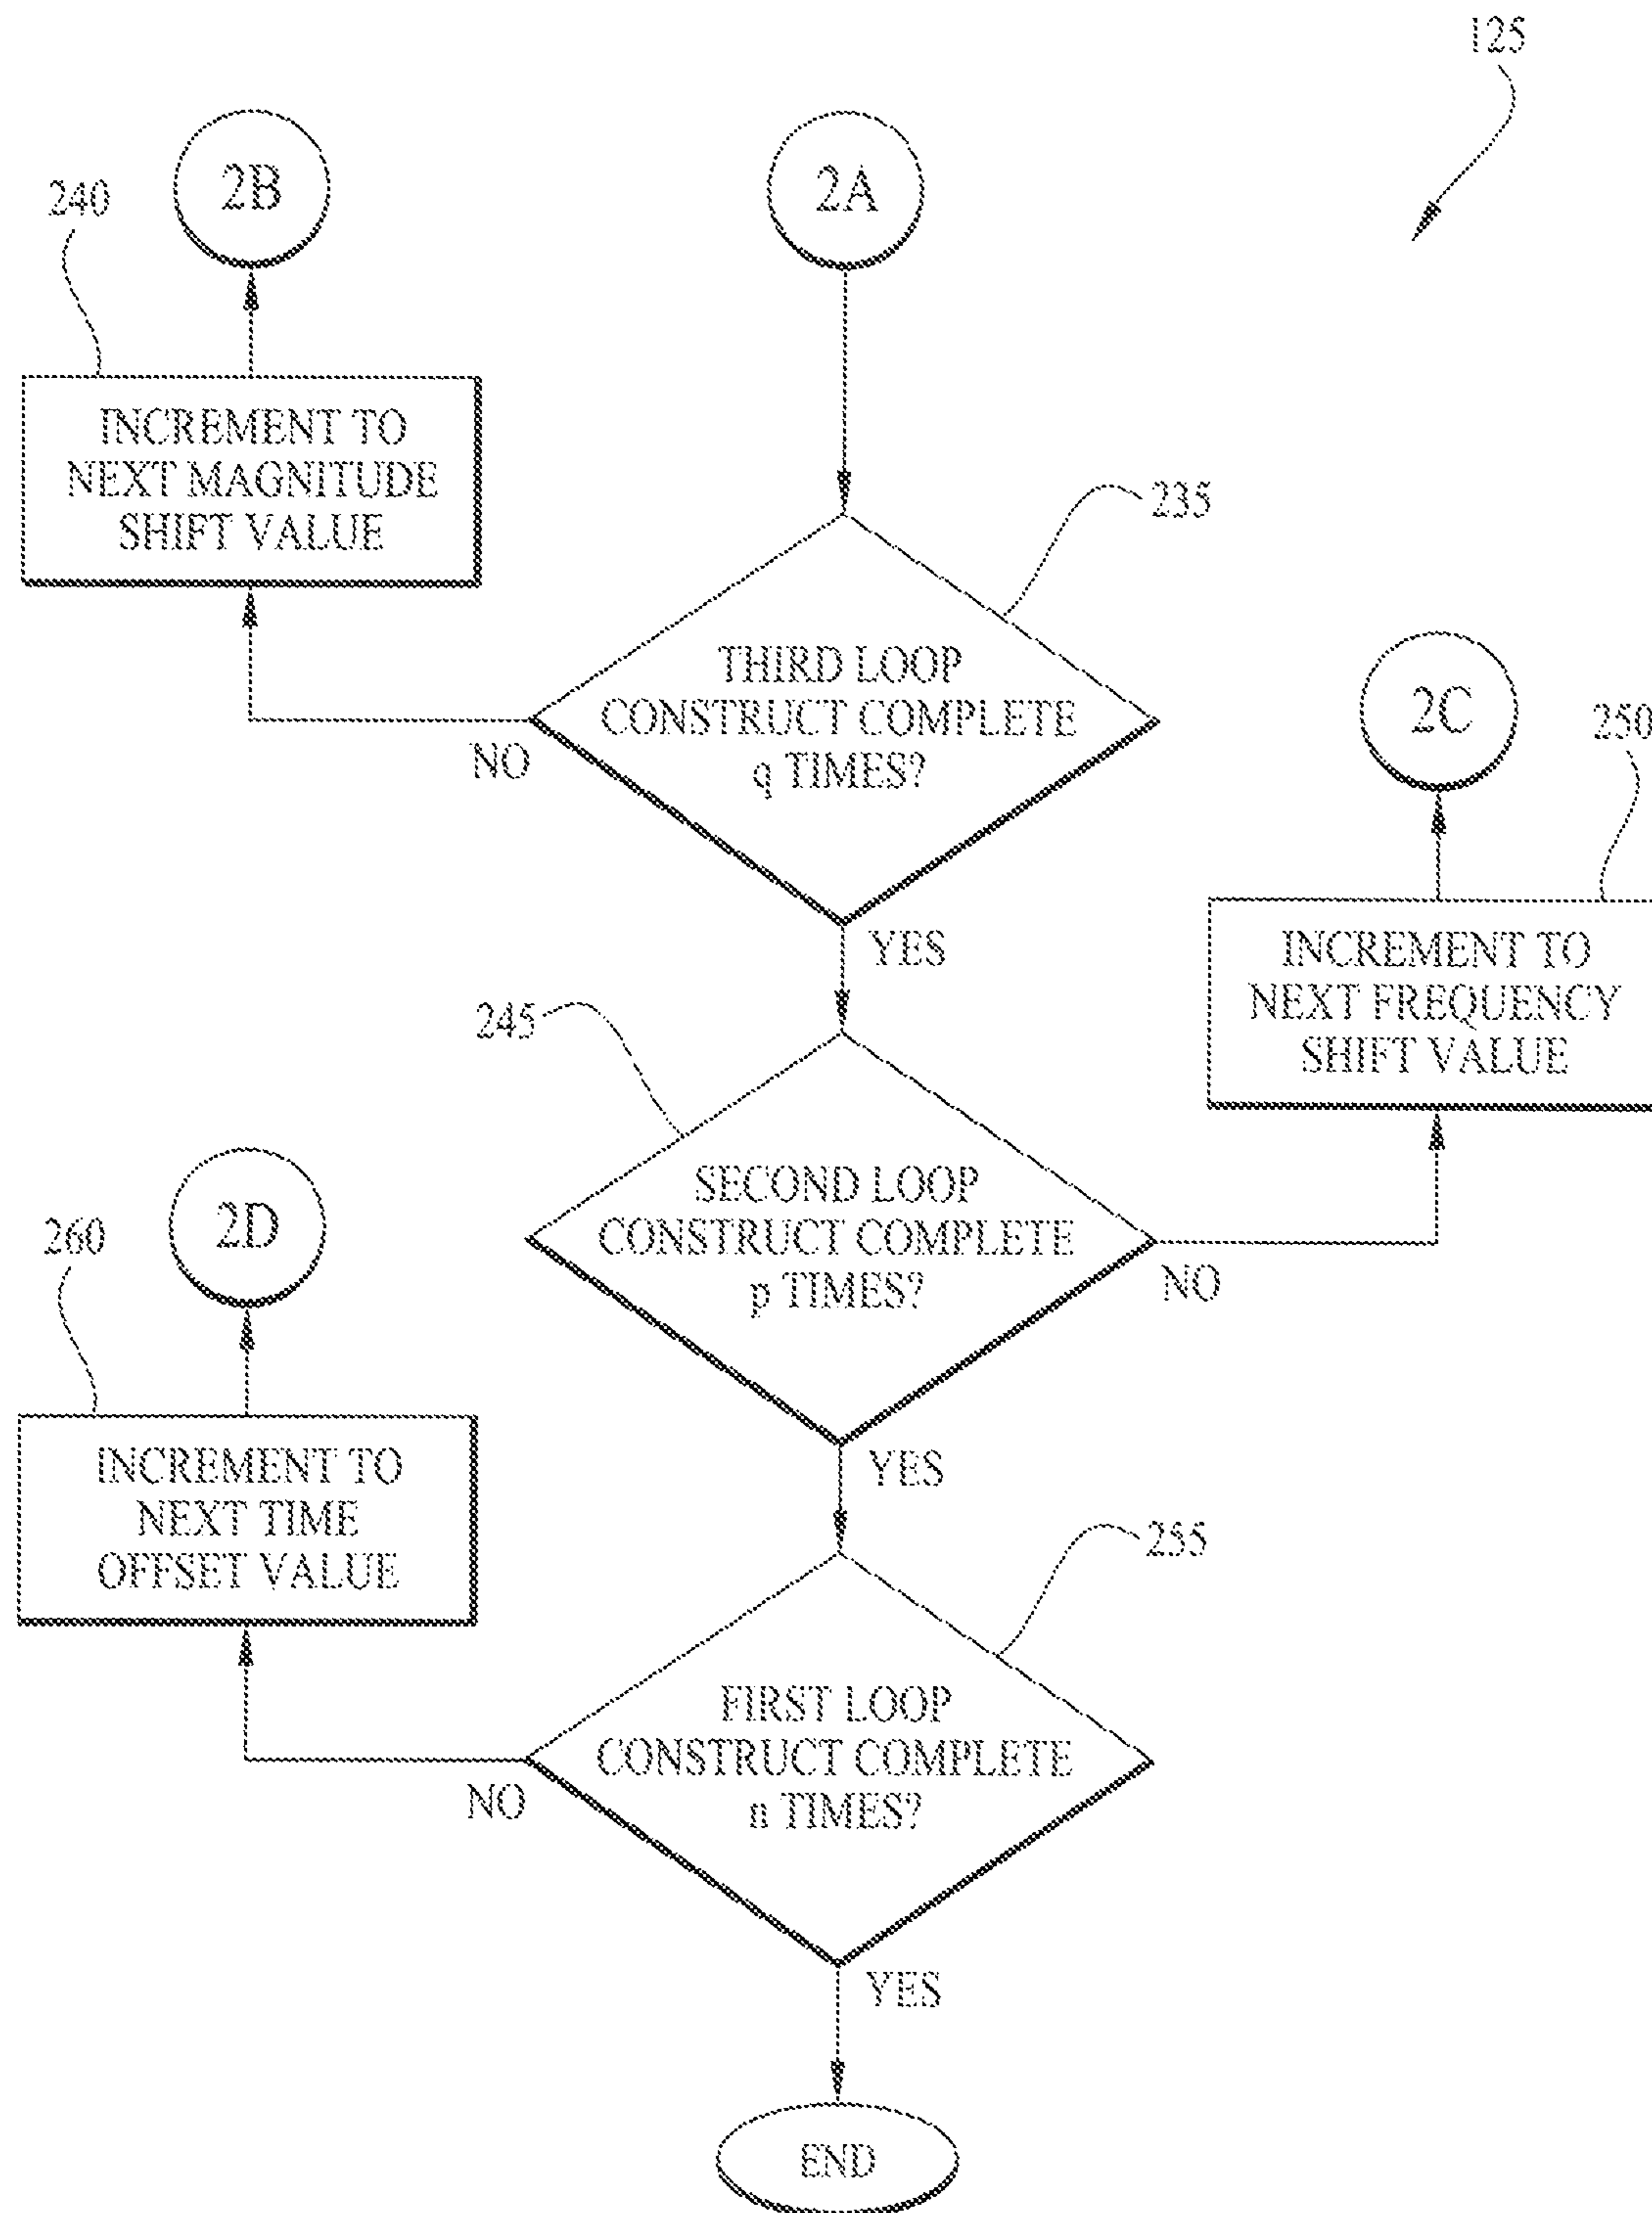 125
2B
2A
240
INCREMENT TO
NEXT MAGNITUDE
SHIFT VALUE
235
THIRD LOOP
CONSTRUCT COMPLETE
q TIMES?
NO
YES
2C
250
INCREMENT TO
NEXT FREQUENCY
SHIFT VALUE
245
SECOND LOOP
CONSTRUCT COMPLETE
p TIMES?
NO
YES
2D
260
INCREMENT TO
NEXT TIME
OFFSET VALUE
255
FIRST LOOP
CONSTRUCT COMPLETE
n TIMES?
NO
YES
END